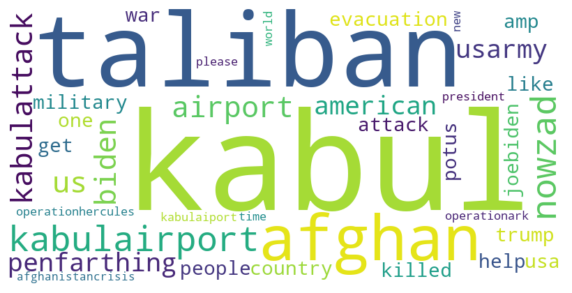 taliban
kabul
afghan
kabulairport
kabulattack
war
please
world
new
evacuation
amp
usarmy
like
military
airport
american
president
one
attack
get
biden
us
potus
joebiden
nowzad
operationhercules
kabulaiport
time
operationark
trump
penfarthing
people
country
killed
help
usa
afghanistancrisis